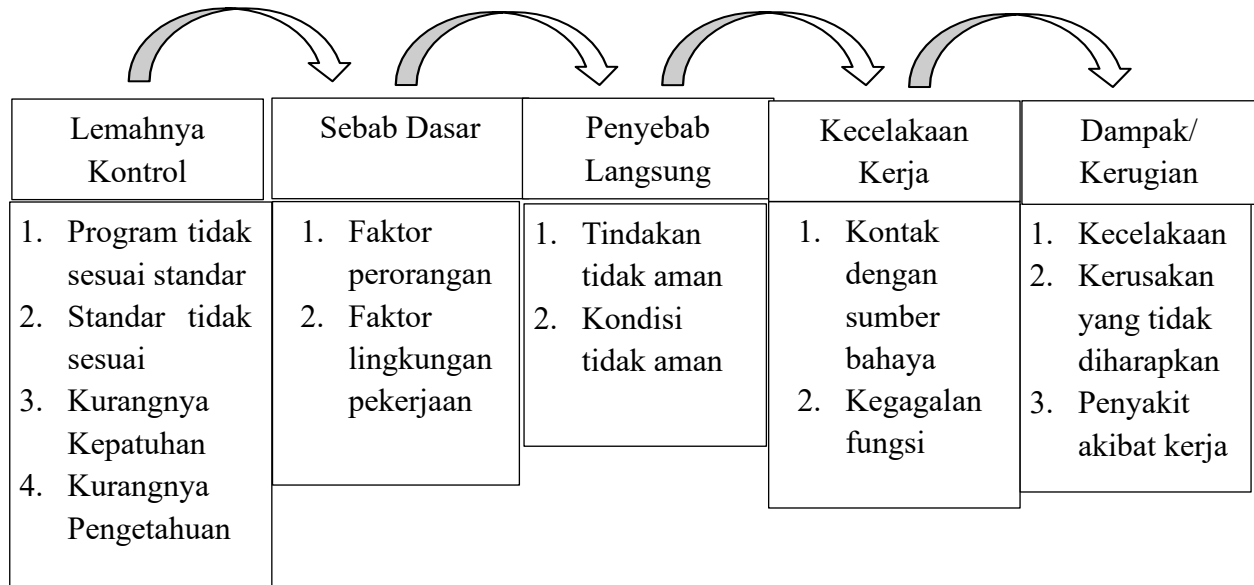 Lemahnya
Kontrol
Sebab Dasar
Penyebab
Langsung
Kecelakaan
Kerja
Dampak/
Kerugian
1. Program tidak
sesuai standar
2. Standar tidak
sesuai
3. Kurangnya
Kepatuhan
4. Kurangnya
Pengetahuan
1. Faktor
perorangan
2. Faktor
lingkungan
pekerjaan
1. Tindakan
tidak aman
2. Kondisi
tidak aman
1. Kontak
dengan
sumber
bahaya
2. Kegagalan
fungsi
1. Kecelakaan
2. Kerusakan
yang tidak
diharapkan
3. Penyakit
akibat kerja